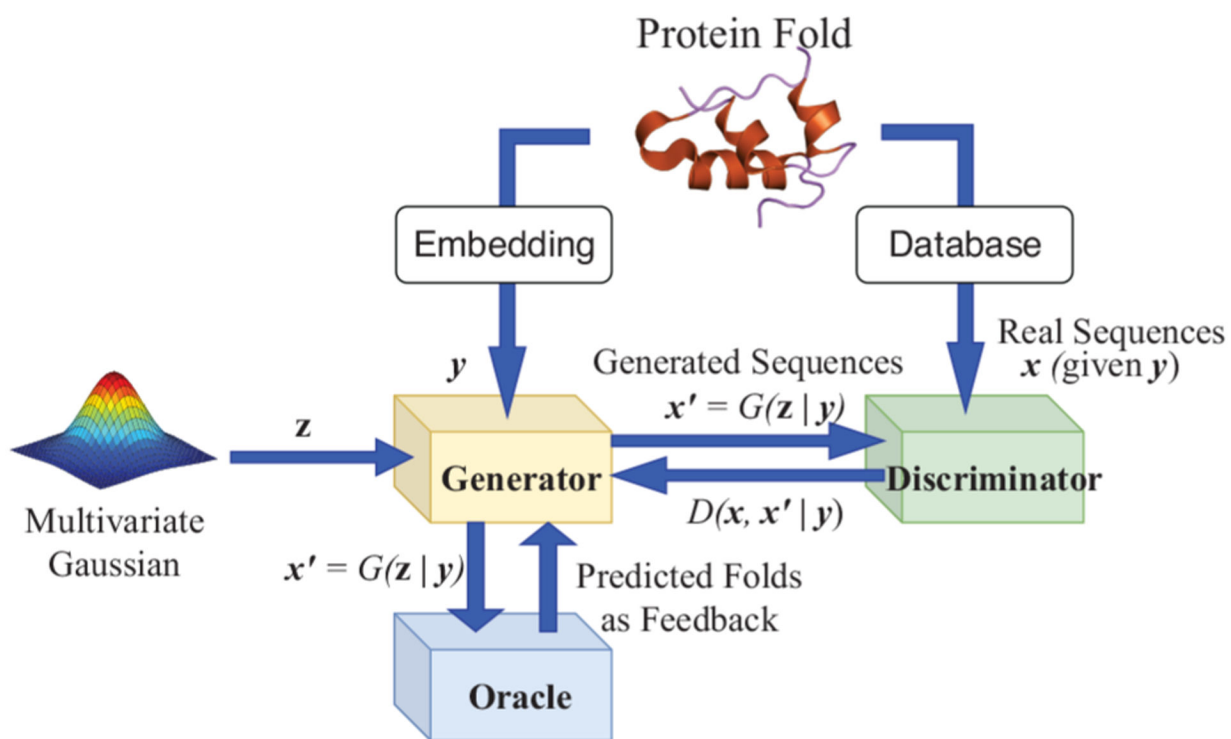 Protein Fold
Embedding
Database
Real Sequences
x (given y)
y
Generated Sequences
x' = G(z | y)
z
Generator
Discriminator
D(x, x' | y)
Multivariate
Gaussian
x' = G(z | y)
Predicted Folds
as Feedback
Oracle